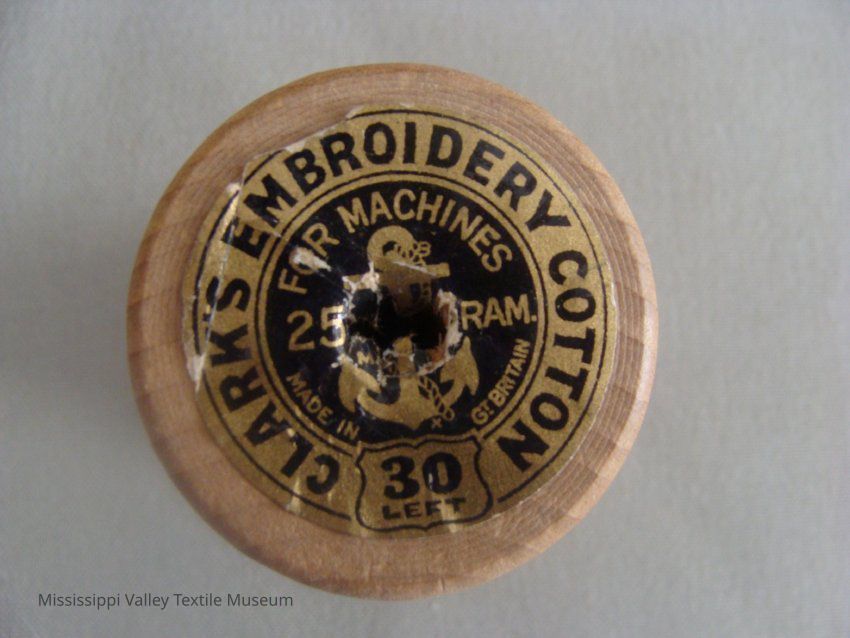 CLARK'S EMBROIDERY COTTON
FOR MACHINES
25 RAM.
MADE IN GT. BRITAIN
30
LEFT
Mississippi Valley Textile Museum